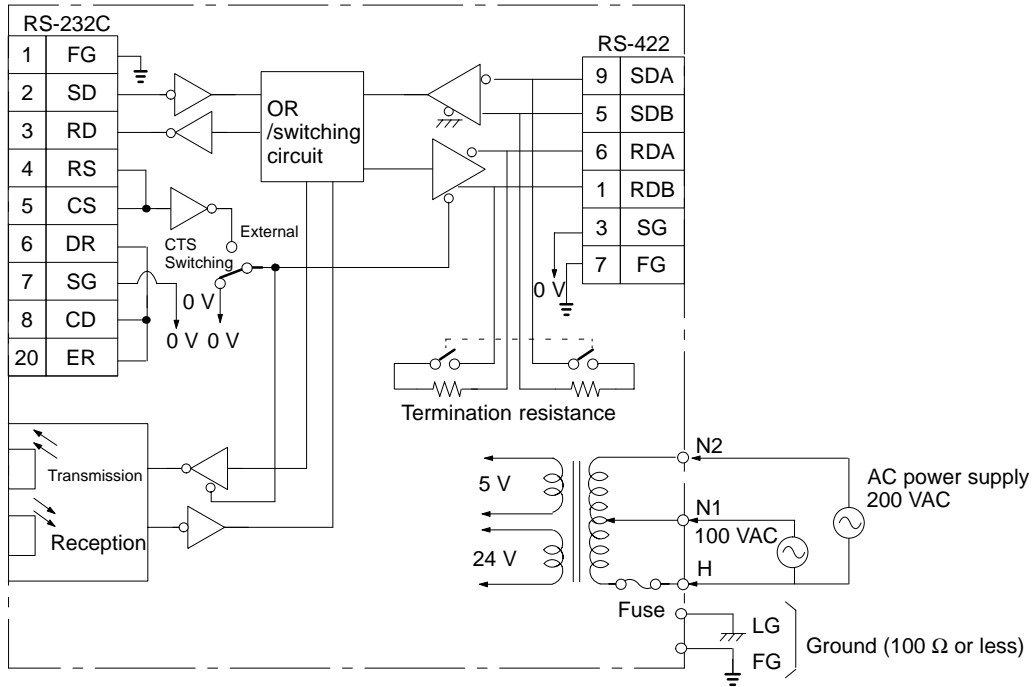 RS-232C
1 FG
2 SD
3 RD
4 RS
5 CS
6 DR
7 SG
8 CD
20 ER
OR
/switching
circuit
RS-422
9 SDA
5 SDB
6 RDA
1 RDB
3 SG
7 FG
External
CTS
Switching
0 V
0 V 0 V
0 V
Termination resistance
Transmission
Reception
5 V
24 V
N2
N1
100 VAC
H
Fuse
AC power supply
200 VAC
LG
FG
Ground (100 Ω or less)